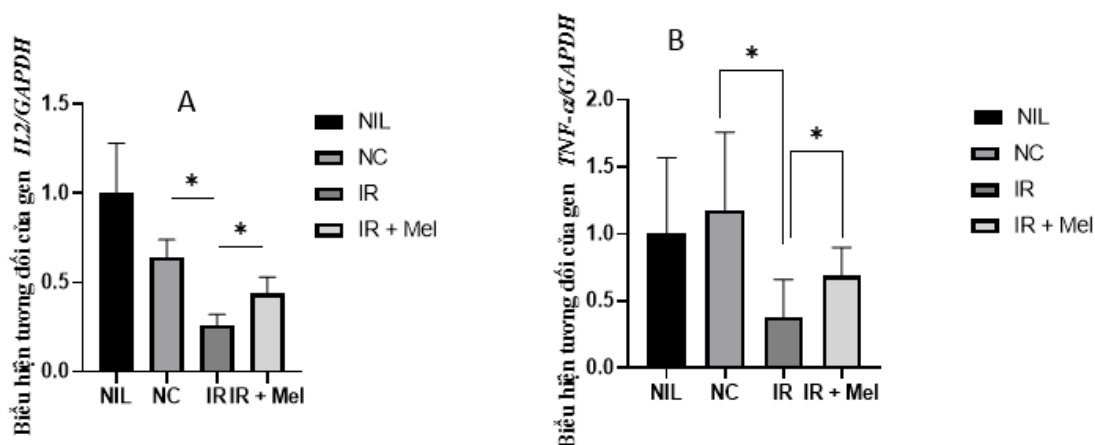 Biểu hiện tương đối của gen IL2/GAPDH
A
1.5
1.0
0.5
0.0
*
*
NIL
NC
IR
IR + Mel
NIL
NC
IR
IR + Mel
Biểu hiện tương đối của gen TNF-α/GAPDH
B
2.0
1.5
1.0
0.5
0.0
*
*
NIL
NC
IR
IR + Mel
NIL
NC
IR
IR + Mel